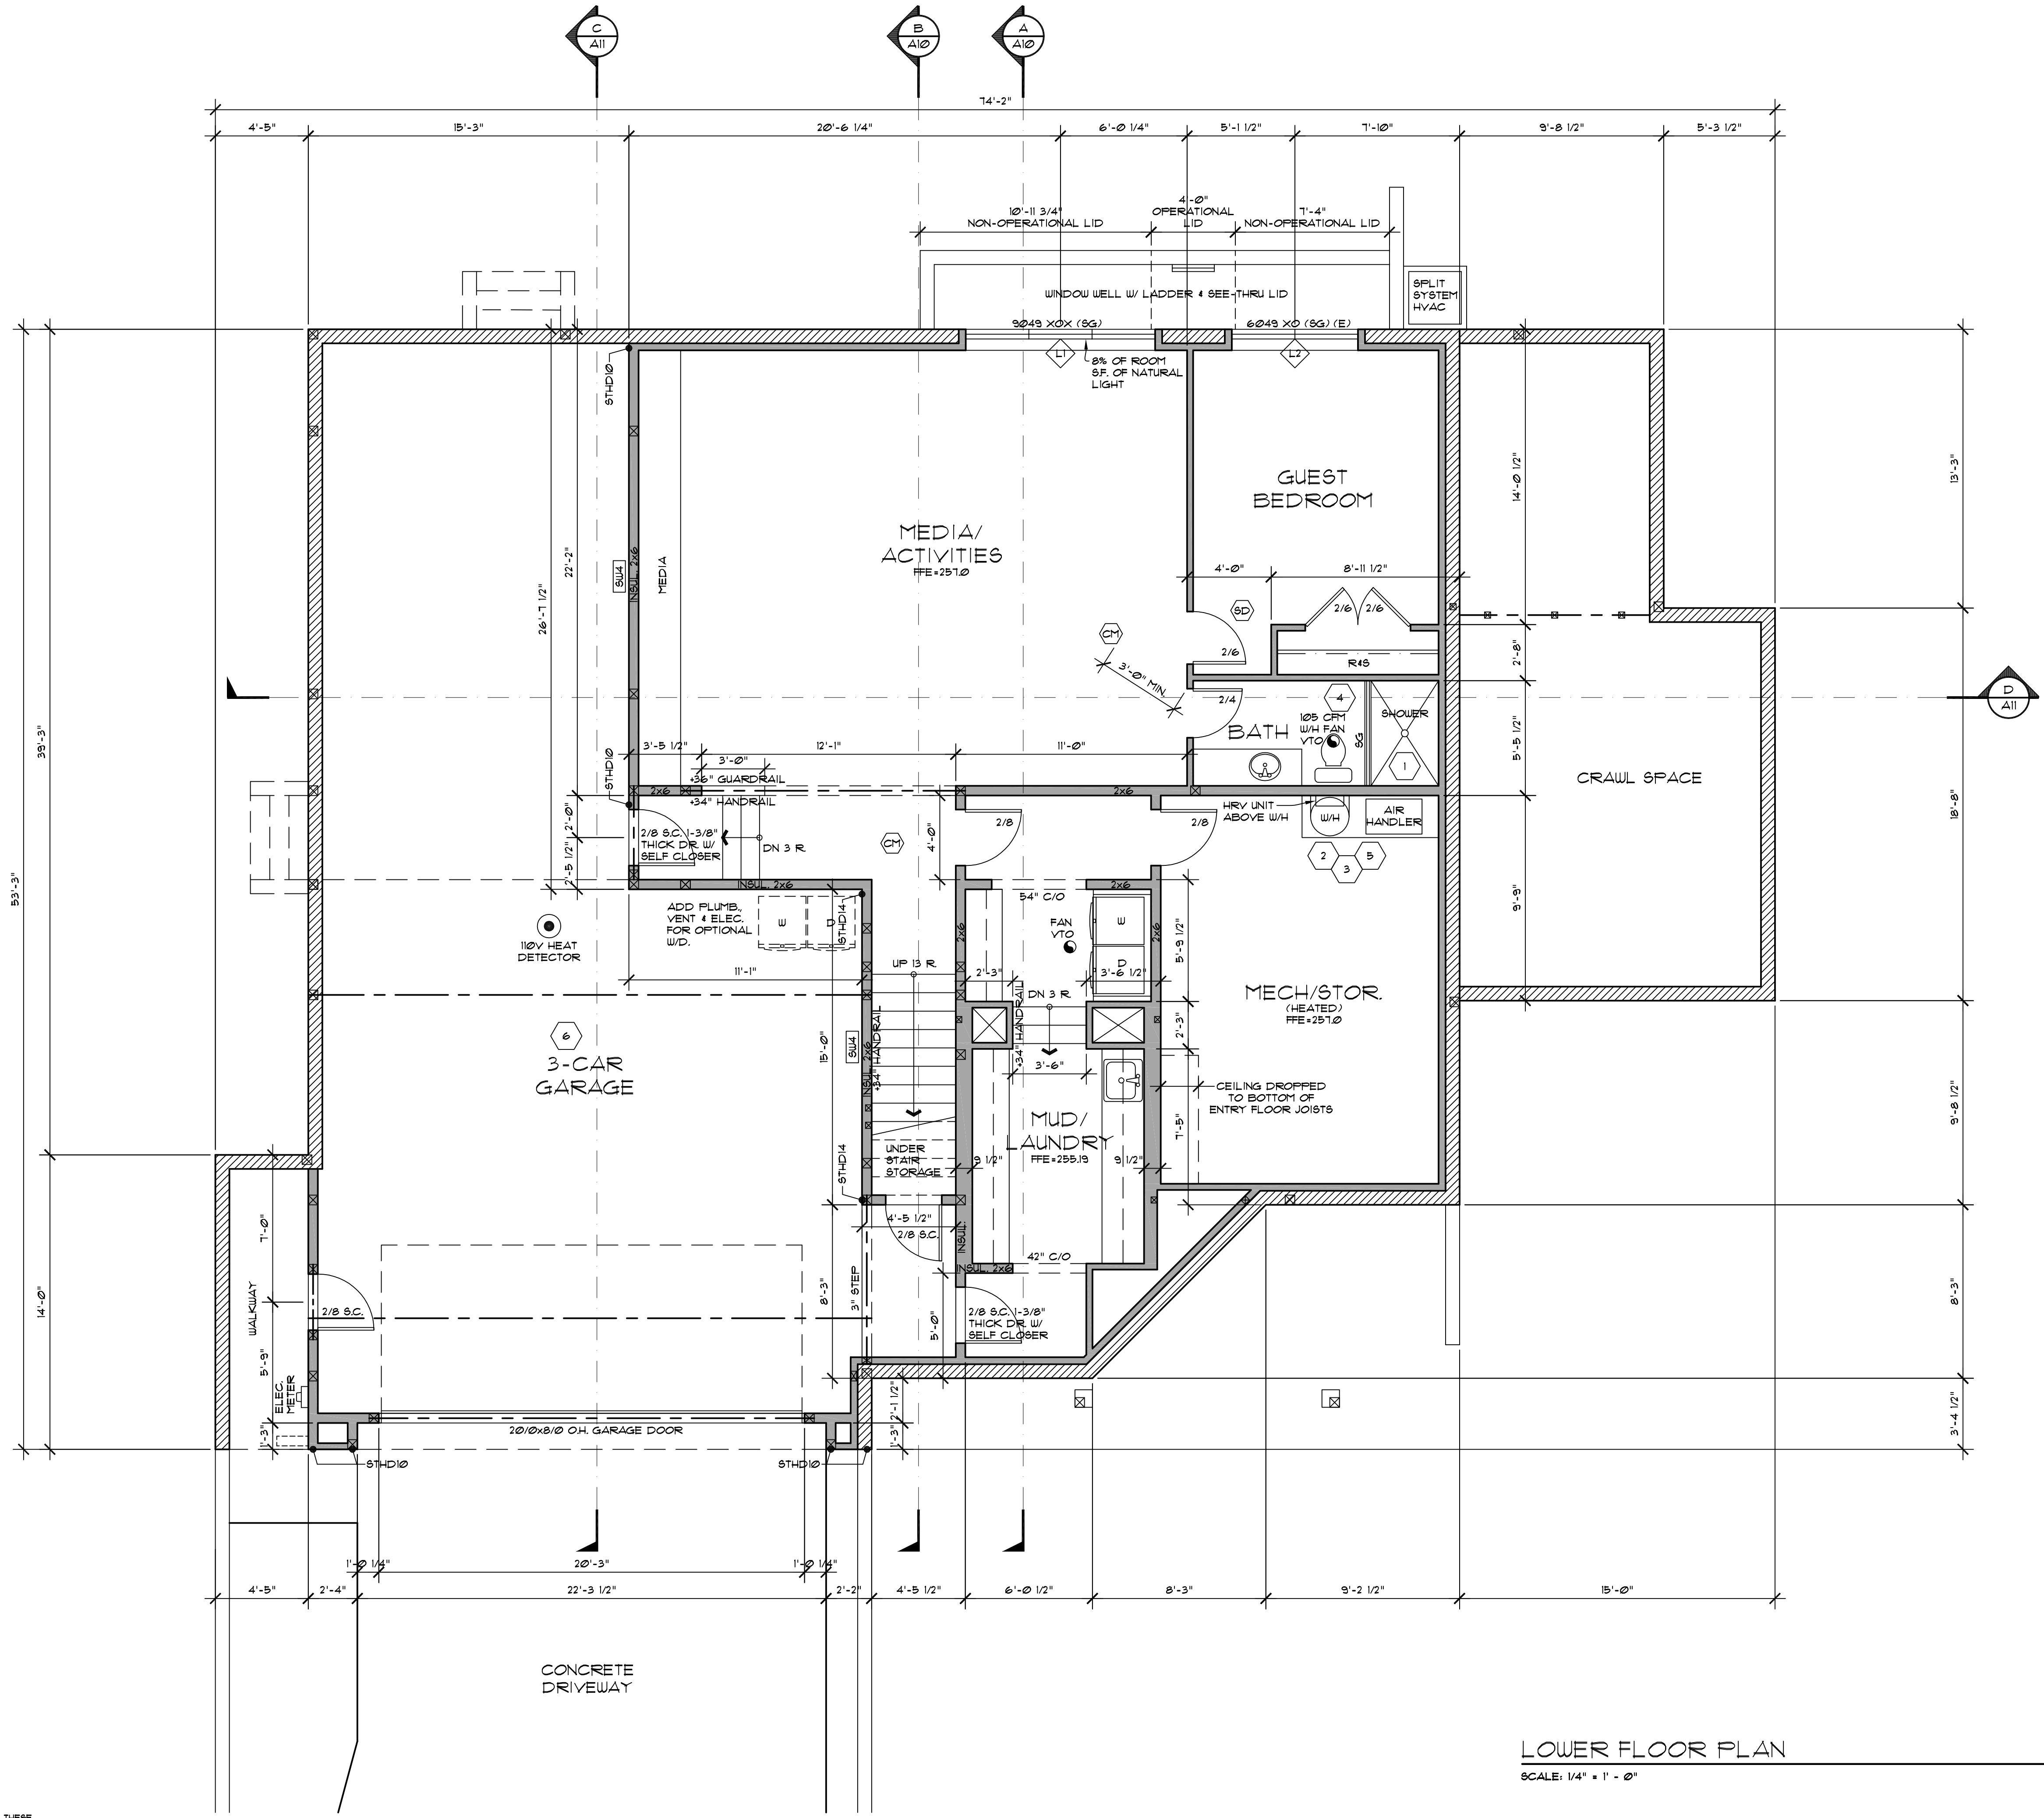 C
A11
B
A10
A
A10
74'-2"
4'-5"
15'-3"
20'-6 1/4"
6'-0 1/4"
5'-1 1/2"
7'-10"
9'-8 1/2"
5'-3 1/2"
10'-11 3/4"
NON-OPERATIONAL LID
4'-0"
OPERATIONAL
LID
7'-4"
NON-OPERATIONAL LID
SPLIT
SYSTEM
HVAC
WINDOW WELL W/ LADDER & SEE-THRU LID
9049 XOX (SG)
6049 XO (SG) (E)
L1
L2
8% OF ROOM
S.F. OF NATURAL
LIGHT
STHD10
GUEST
BEDROOM
MEDIA/
ACTIVITIES
FFE=257.0
14'-0 1/2"
13'-3"
22'-2"
26'-7 1/2"
SW4
INSUL. 2x6
MEDIA
4'-0"
8'-11 1/2"
2/6
2/6
SD
CM
2/6
R&S
2'-8"
3'-0" MIN.
2/4
4
BATH
105 CFM
W/H FAN
VTO
SG
SHOWER
1
5'-5 1/2"
D
A11
39'-3"
53'-3"
STHD10
3'-5 1/2"
12'-1"
11'-0"
3'-0"
+36" GUARDRAIL
2x6
+34" HANDRAIL
2x6
CRAWL SPACE
18'-8"
2'-0"
2'-5 1/2"
2/8 S.C. 1-3/8"
THICK DR. W/
SELF CLOSER
DN 3 R.
CM
4'-0"
2/8
2/8
HRV UNIT
ABOVE W/H
W/H
AIR
HANDLER
2
3
5
INSUL. 2x6
54" C/O
2x6
ADD PLUMB.,
VENT & ELEC.
FOR OPTIONAL
W/D.
W
D
STHD14
110V HEAT
DETECTOR
2x6
FAN
VTO
W
D
2x6
5'-9 1/2"
9'-9"
11'-1"
UP 13 R.
2'-3"
3'-6 1/2"
DN 3 R.
+34" HANDRAIL
MECH/STOR.
(HEATED)
FFE=257.0
6
3-CAR
GARAGE
15'-0"
SW4
INSUL. 2x6
+34" HANDRAIL
2'-3"
3'-6"
CEILING DROPPED
TO BOTTOM OF
ENTRY FLOOR JOISTS
MUD/
LAUNDRY
FFE=255.19
9 1/2"
9 1/2"
7'-5"
9'-8 1/2"
UNDER
STAIR
STORAGE
STHD14
4'-5 1/2"
2/8 S.C.
INSUL.
42" C/O
INSUL. 2x6
7'-0"
WALKWAY
14'-0"
2/8 S.C.
8'-3"
3" STEP
5'-0"
2/8 S.C. 1-3/8"
THICK DR. W/
SELF CLOSER
8'-3"
5'-9"
ELEC.
METER
1'-3"
20/0x8/0 O.H. GARAGE DOOR
2'-1 1/2"
1'-3"
3'-4 1/2"
STHD10
STHD10
1'-0 1/4"
20'-3"
1'-0 1/4"
4'-5"
2'-4"
22'-3 1/2"
2'-2"
4'-5 1/2"
6'-0 1/2"
8'-3"
9'-2 1/2"
15'-0"
CONCRETE
DRIVEWAY
LOWER FLOOR PLAN
SCALE: 1/4" = 1' - 0"
THESE